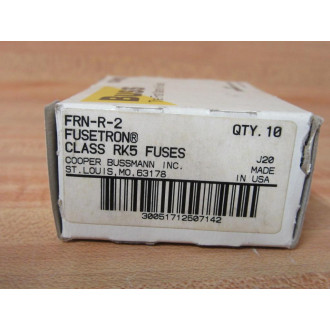 BUSS
FRN-R-2
FUSETRON®
CLASS RK5 FUSES
COOPER BUSSMANN INC.
ST. LOUIS, MO. 63178
QTY. 10
J20
MADE
IN USA
30051712507142